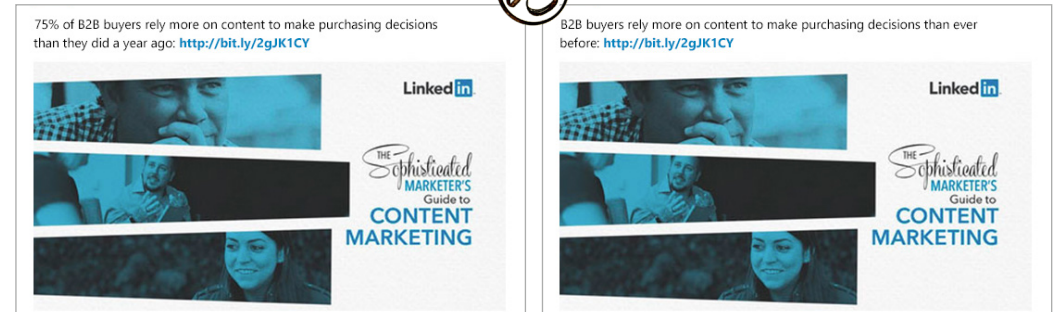 75% of B2B buyers rely more on content to make purchasing decisions
than they did a year ago: http://bit.ly/2gJK1CY
LinkedIn
THE
Sophisticated
MARKETER'S
Guide to
CONTENT
MARKETING
B2B buyers rely more on content to make purchasing decisions than ever
before: http://bit.ly/2gJK1CY
LinkedIn
THE
Sophisticated
MARKETER'S
Guide to
CONTENT
MARKETING